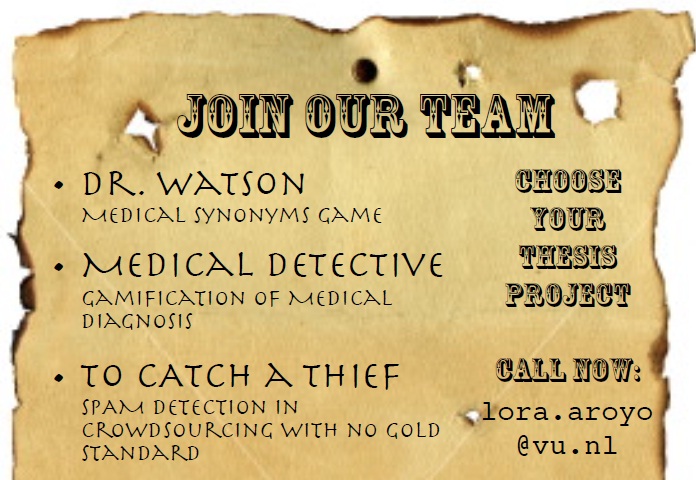 JOIN OUR TEAM
• DR. WATSON
MEDICAL SYNONYMS GAME
• MEDICAL DETECTIVE
GAMIFICATION OF MEDICAL
DIAGNOSIS
• TO CATCH A THIEF
SPAM DETECTION IN
CROWDSOURCING WITH NO GOLD
STANDARD
CHOOSE
YOUR
THESIS
PROJECT
CALL NOW:
lora.aroyo
@vu.nl